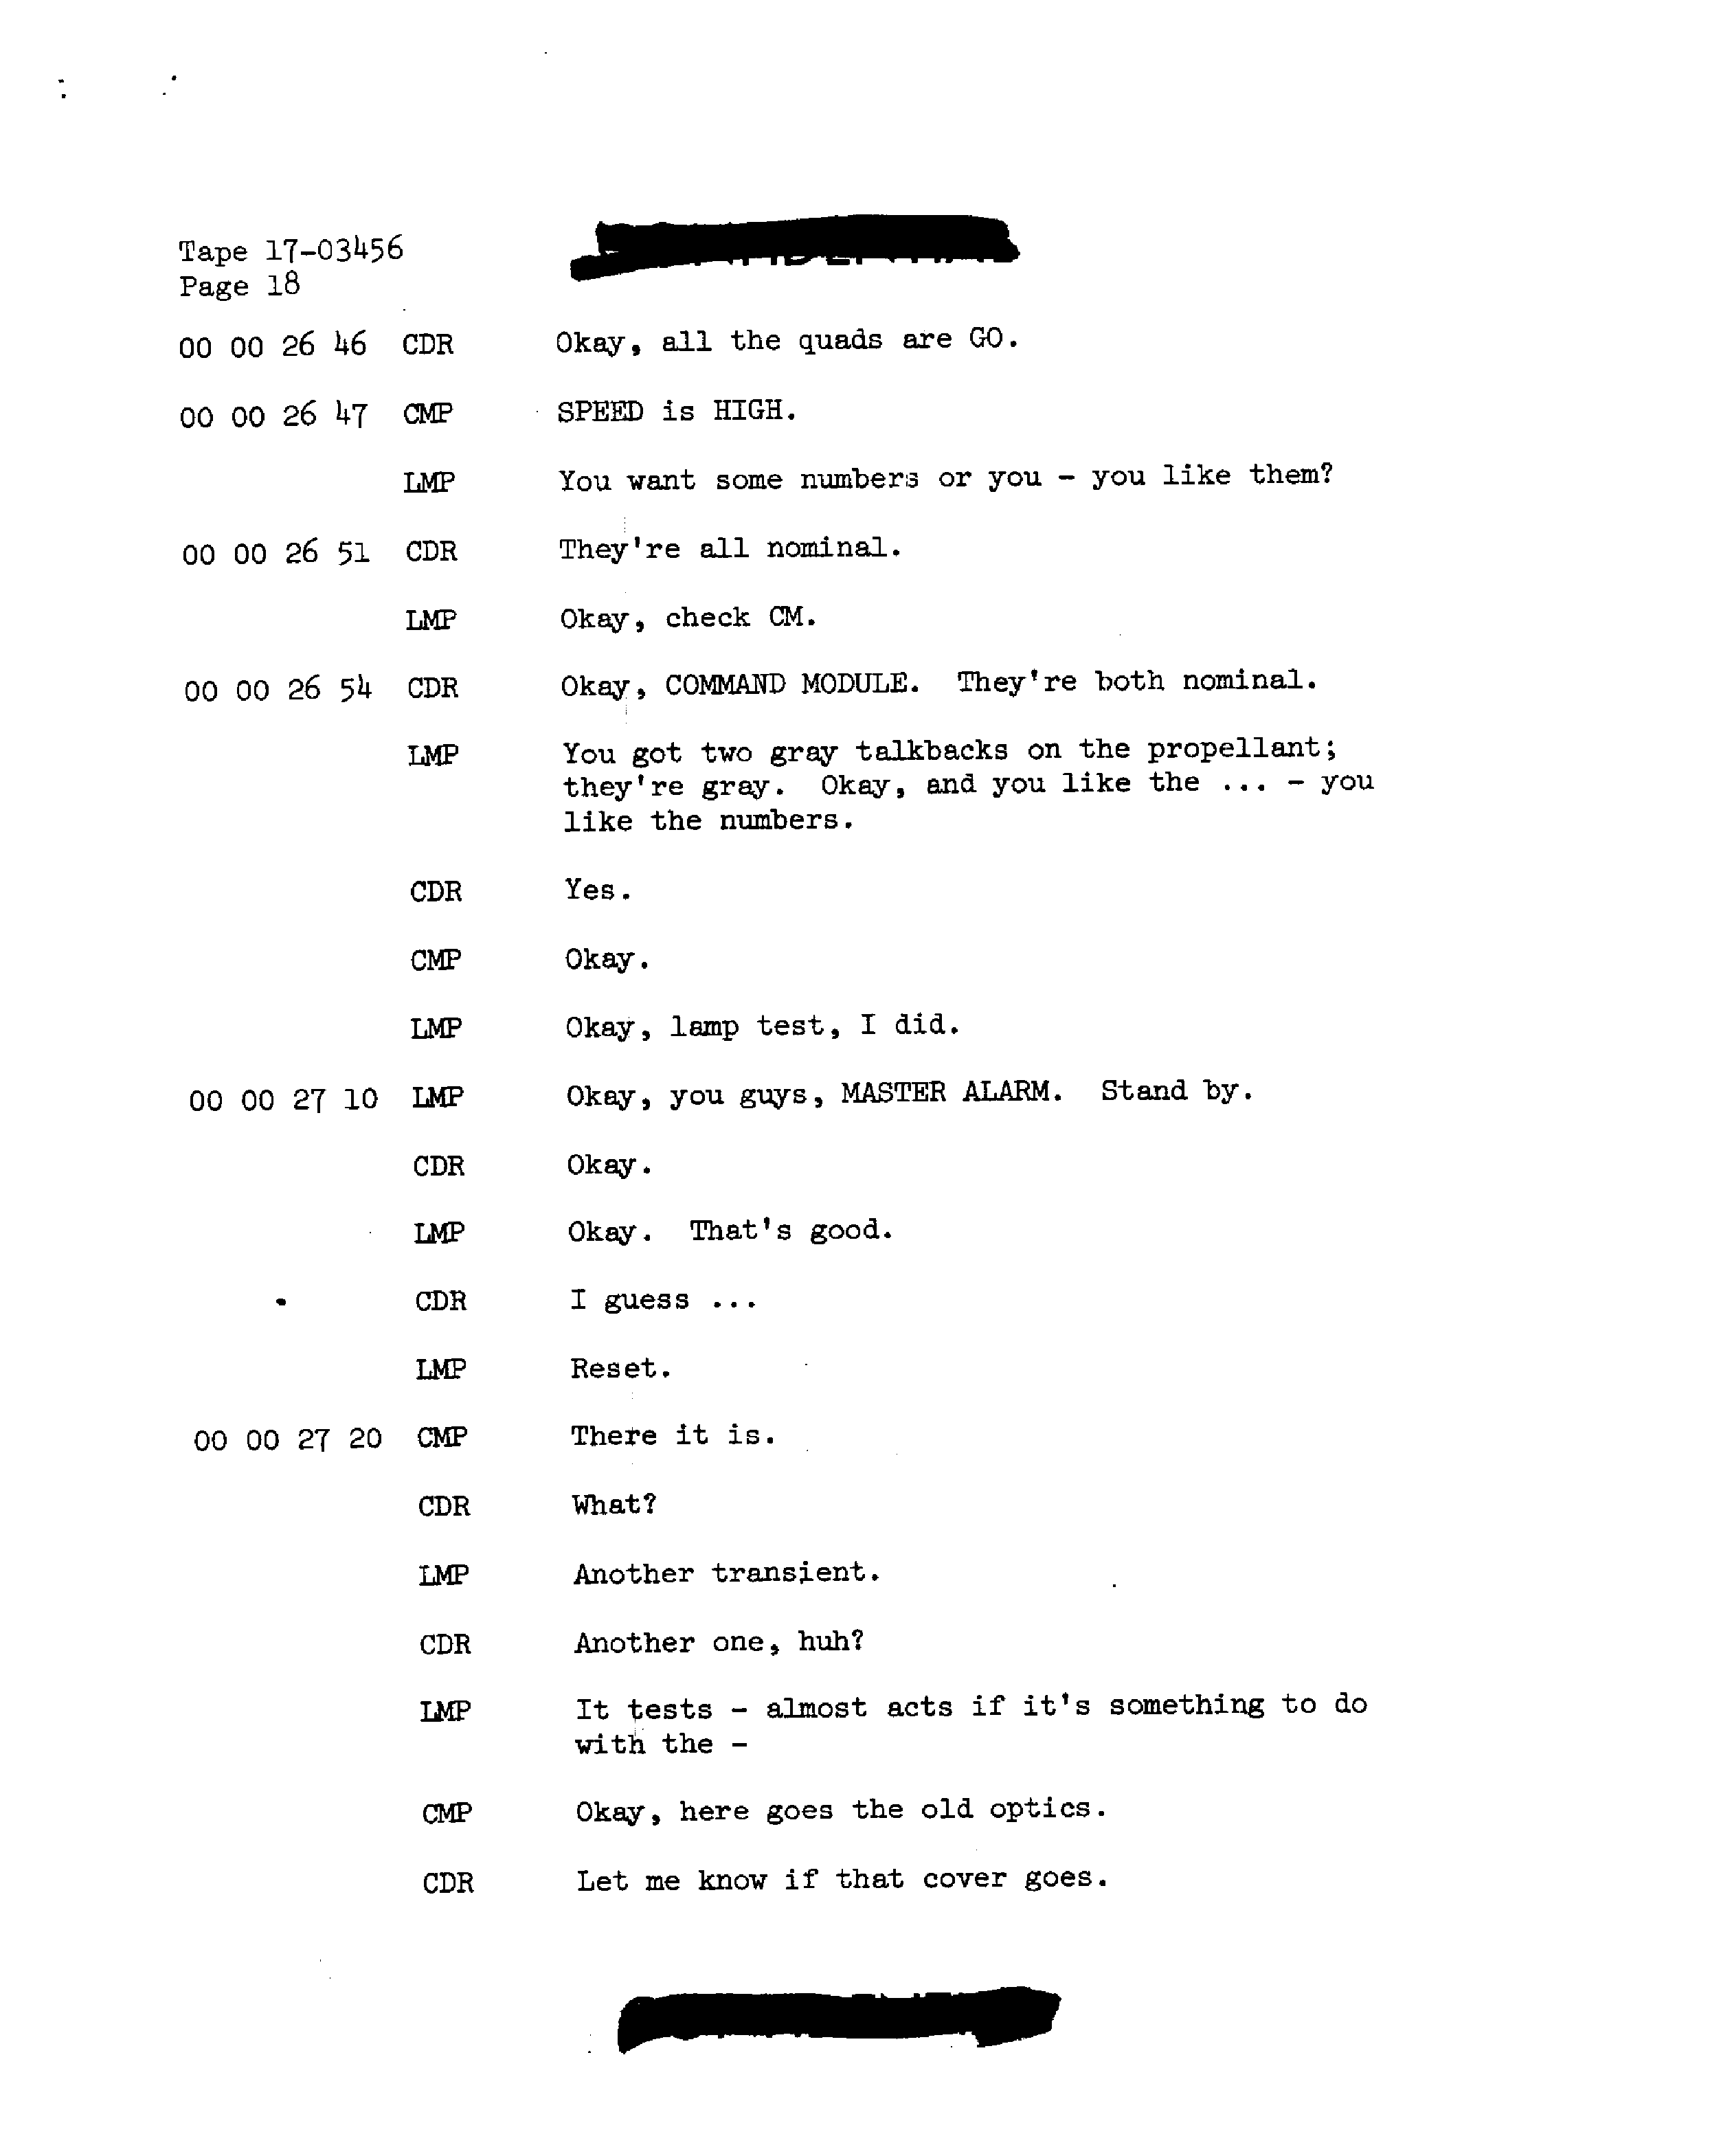 Tape 17-03456
Page 18
00 00 26 46 CDR Okay, all the quads are GO.
00 00 26 47 CMP SPEED is HIGH.
LMP You want some numbers or you - you like them?
00 00 26 51 CDR They're all nominal.
LMP Okay, check CM.
00 00 26 54 CDR Okay, COMMAND MODULE. They're both nominal.
LMP You got two gray talkbacks on the propellant;
they're gray. Okay, and you like the ... - you
like the numbers.
CDR Yes.
CMP Okay.
LMP Okay, lamp test, I did.
00 00 27 10 LMP Okay, you guys, MASTER ALARM. Stand by.
CDR Okay.
LMP Okay. That's good.
CDR I guess ...
LMP Reset.
00 00 27 20 CMP There it is.
CDR What?
LMP Another transient.
CDR Another one, huh?
LMP It tests - almost acts if it's something to do
with the -
CMP Okay, here goes the old optics.
CDR Let me know if that cover goes.